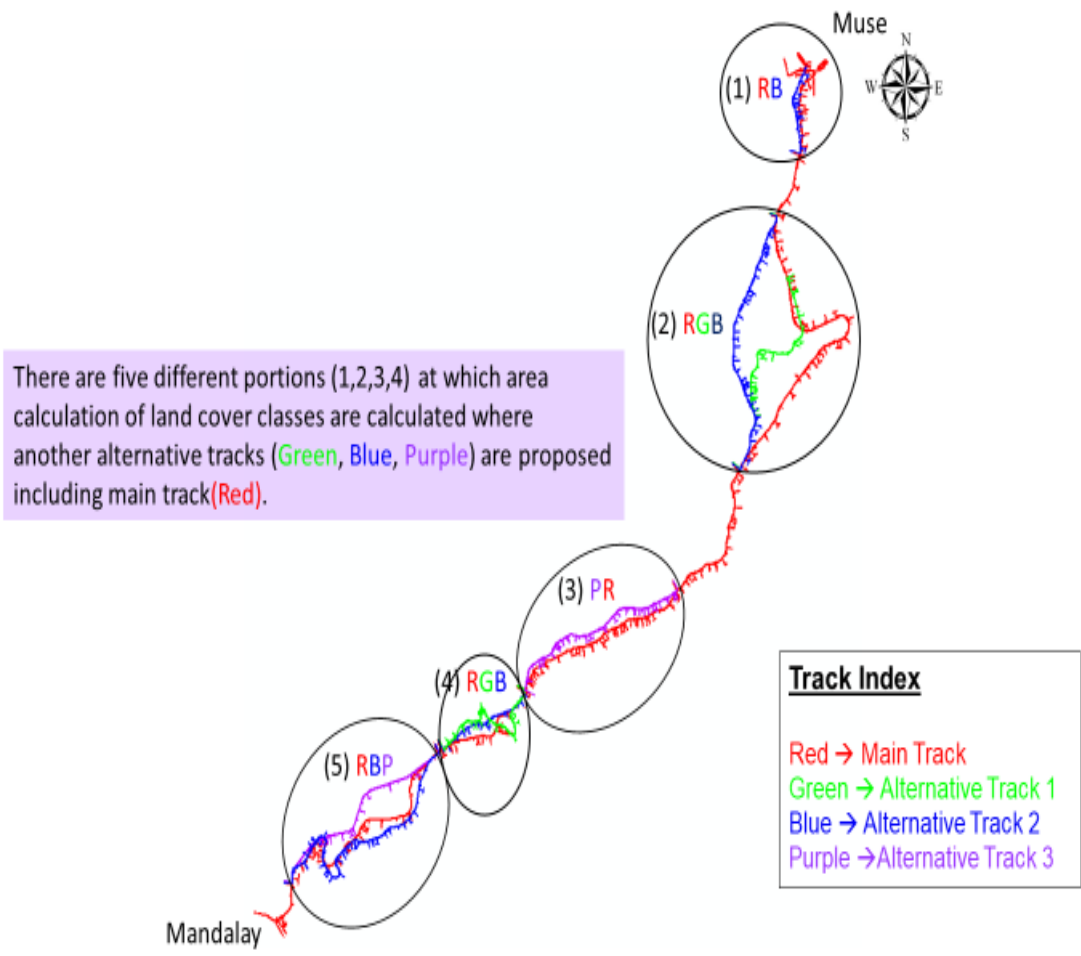 Muse
N
W
E
S
(1) RB
(2) RGB
There are five different portions (1,2,3,4) at which area
calculation of land cover classes are calculated where
another alternative tracks (Green, Blue, Purple) are proposed
including main track(Red).
(3) PR
(4) RGB
(5) RBP
Mandalay
Track Index
Red → Main Track
Green → Alternative Track 1
Blue → Alternative Track 2
Purple →Alternative Track 3